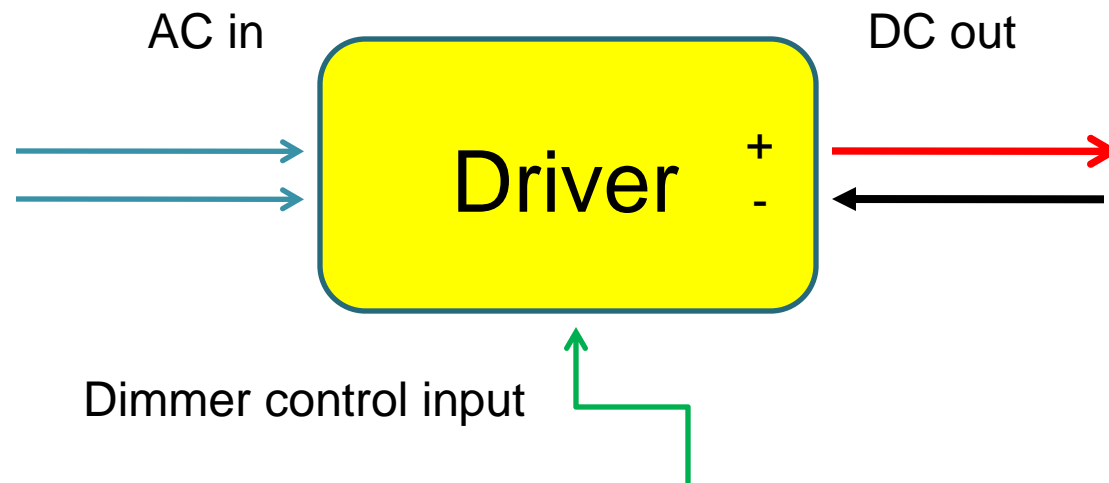 AC in
DC out
Driver
+
-
Dimmer control input